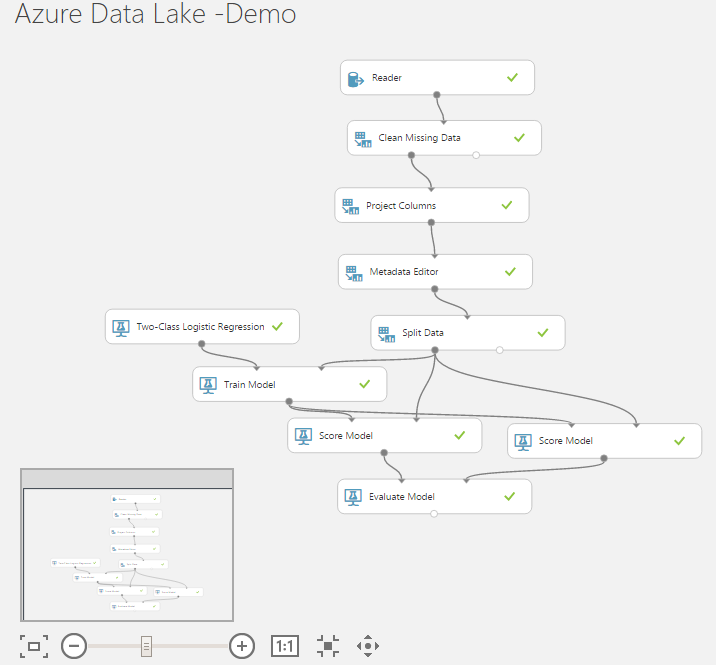 Azure Data Lake -Demo
Reader
Clean Missing Data
Project Columns
Metadata Editor
Two-Class Logistic Regression
Split Data
Train Model
Score Model
Score Model
Evaluate Model
1:1